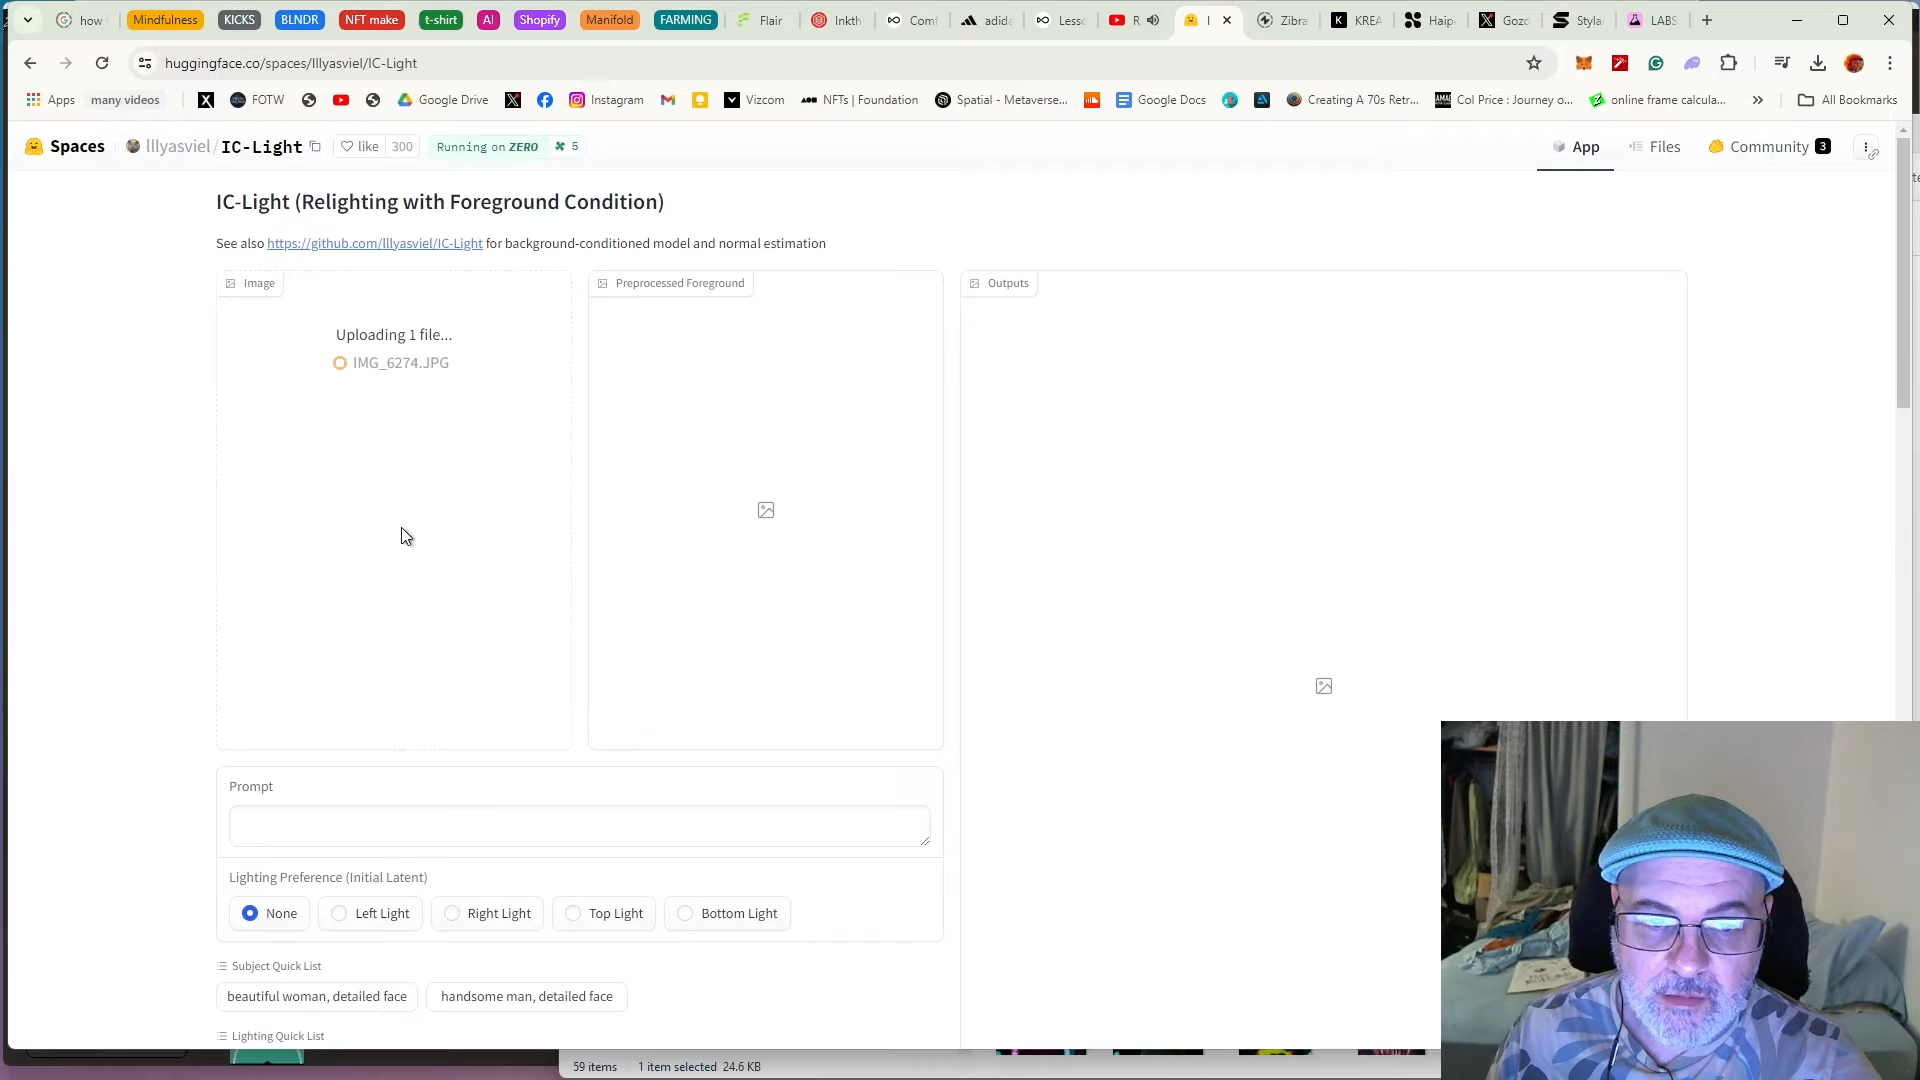 how
Mindfulness
KICKS
BLNDR
NFT make
t-shirt
AI
Shopify
Manifold
FARMING
Flair
Inkth
Comi
adida
Lesso
R
I
Zibra
KREA
Haip
Gozo
Styla
LABS
huggingface.co/spaces/lllyasviel/IC-Light
Apps
many videos
FOTW
Google Drive
Instagram
Vizcom
NFTs | Foundation
Spatial - Metaverse...
Google Docs
Creating A 70s Retr...
Col Price : Journey o...
online frame calcula...
All Bookmarks
Spaces
lllyasviel/IC-Light
like 300
Running on ZERO
5
App
Files
Community 3
IC-Light (Relighting with Foreground Condition)
See also https://github.com/lllyasviel/IC-Light for background-conditioned model and normal estimation
Image
Preprocessed Foreground
Outputs
Uploading 1 file...
IMG_6274.JPG
Prompt
Lighting Preference (Initial Latent)
None
Left Light
Right Light
Top Light
Bottom Light
Subject Quick List
beautiful woman, detailed face
handsome man, detailed face
Lighting Quick List
59 items
1 item selected 24.6 KB